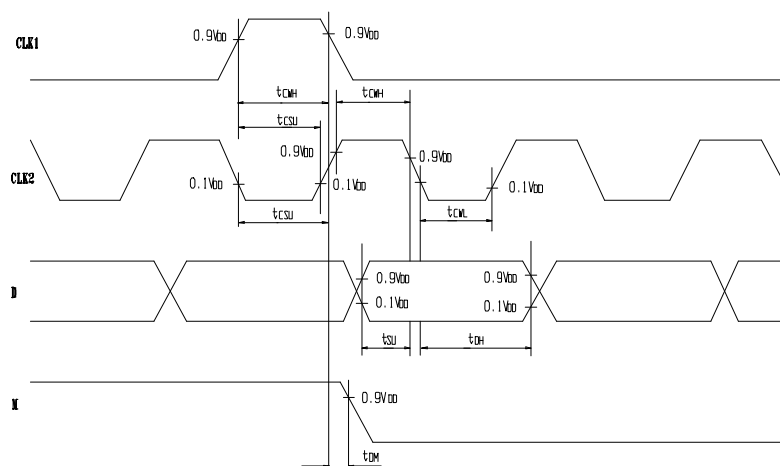 0.9VDD 0.9VDD
CLK1
tCWH tCWH
tCSU
0.9VDD 0.9VDD
CLK2 0.1VDD 0.1VDD 0.1VDD
tCSU tCWL
0.9VDD 0.9VDD
D
0.1VDD 0.1VDD
tSU tDH
M 0.9VDD
tDM